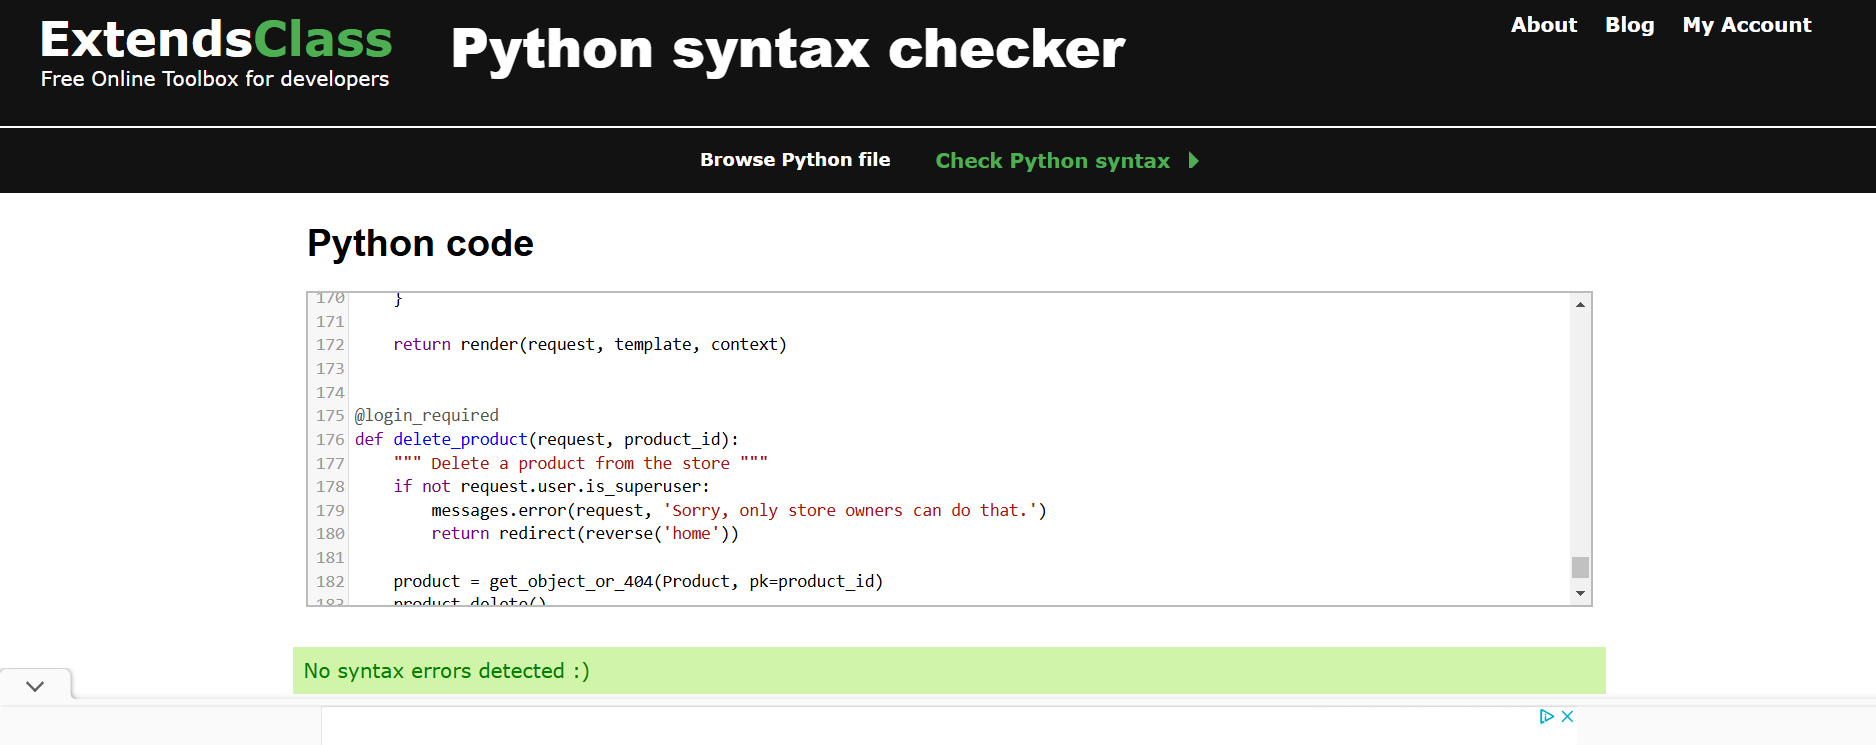 ExtendsClass
Free Online Toolbox for developers
Python syntax checker
About Blog My Account
Browse Python file Check Python syntax
Python code
170     }
171
172     return render(request, template, context)
173
174
175 @login_required
176 def delete_product(request, product_id):
177     """ Delete a product from the store """
178     if not request.user.is_superuser:
179         messages.error(request, 'Sorry, only store owners can do that.')
180         return redirect(reverse('home'))
181
182     product = get_object_or_404(Product, pk=product_id)
183     product.delete()
No syntax errors detected :)